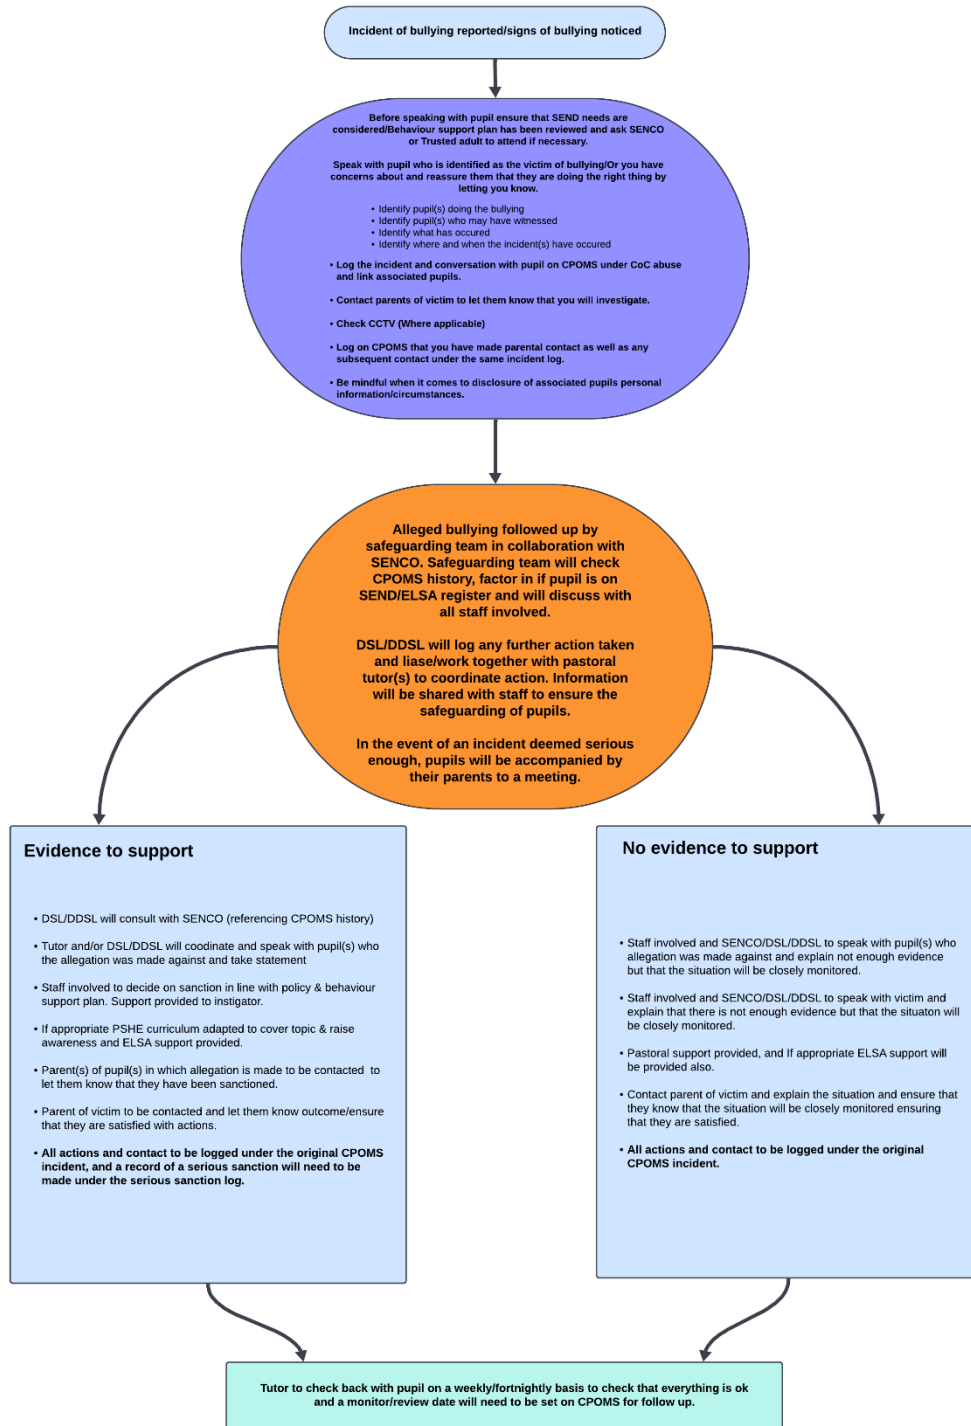 Incident of bullying reported/signs of bullying noticed
Before speaking with pupil ensure that SEND needs are
considered/Behaviour support plan has been reviewed and ask SENCO
or Trusted adult to attend if necessary.
Speak with pupil who is identified as the victim of bullying/Or you have
concerns about and reassure them that they are doing the right thing by
letting you know.
• Identify pupil(s) doing the bullying
• Identify pupil(s) who may have witnessed
• Identify what has occured
• Identify where and when the incident(s) have occured
• Log the incident and conversation with pupil on CPOMS under CoC abuse
and link associated pupils.
• Contact parents of victim to let them know that you will investigate.
• Check CCTV (Where applicable)
• Log on CPOMS that you have made parental contact as well as any
subsequent contact under the same incident log.
• Be mindful when it comes to disclosure of associated pupils personal
information/circumstances.
Alleged bullying followed up by
safeguarding team in collaboration with
SENCO. Safeguarding team will check
CPOMS history, factor in if pupil is on
SEND/ELSA register and will discuss with
all staff involved.
DSL/DDSL will log any further action taken
and liase/work together with pastoral
tutor(s) to coordinate action. Information
will be shared with staff to ensure the
safeguarding of pupils.
In the event of an incident deemed serious
enough, pupils will be accompanied by
their parents to a meeting.
Evidence to support
• DSL/DDSL will consult with SENCO (referencing CPOMS history)
• Tutor and/or DSL/DDSL will coodinate and speak with pupil(s) who
the allegation was made against and take statement
• Staff involved to decide on sanction in line with policy & behaviour
support plan. Support provided to instigator.
• If appropriate PSHE curriculum adapted to cover topic & raise
awareness and ELSA support provided.
• Parent(s) of pupil(s) in which allegation is made to be contacted to
let them know that they have been sanctioned.
• Parent of victim to be contacted and let them know outcome/ensure
that they are satisfied with actions.
• All actions and contact to be logged under the original CPOMS
incident, and a record of a serious sanction will need to be
made under the serious sanction log.
No evidence to support
• Staff involved and SENCO/DSL/DDSL to speak with pupil(s) who
allegation was made against and explain not enough evidence
but that the situation will be closely monitored.
• Staff involved and SENCO/DSL/DDSL to speak with victim and
explain that there is not enough evidence but that the situaton will
be closely monitored.
• Pastoral support provided, and If appropriate ELSA support will
be provided also.
• Contact parent of victim and explain the situation and ensure that
they know that the situation will be closely monitored ensuring
that they are satisfied.
• All actions and contact to be logged under the original
CPOMS incident.
Tutor to check back with pupil on a weekly/fortnightly basis to check that everything is ok
and a monitor/review date will need to be set on CPOMS for follow up.